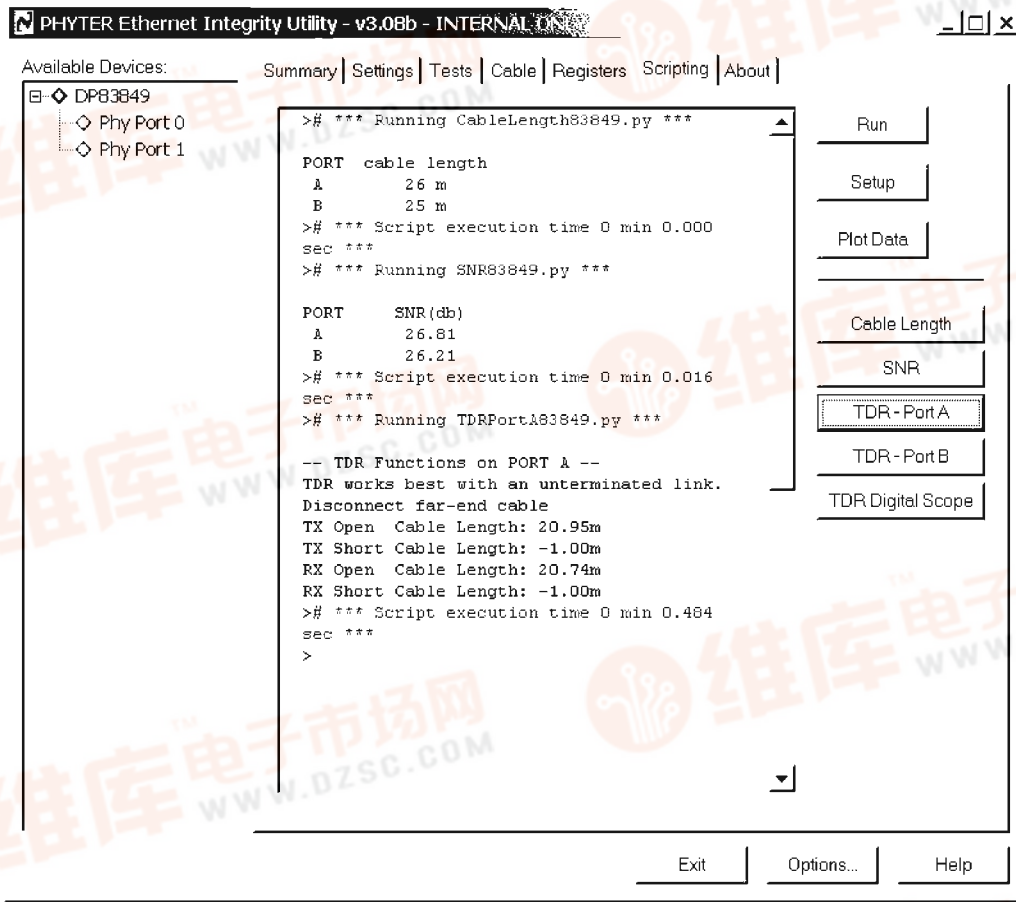 PHYTER Ethernet Integrity Utility - v3.08b - INTERNAL ONLY
Available Devices:
Summary Settings Tests Cable Registers Scripting About
DP83849
Phy Port 0
Phy Port 1
># *** Running CableLength83849.py ***
PORT cable length
A 26 m
B 25 m
># *** Script execution time 0 min 0.000
sec ***
># *** Running SNR83849.py ***
PORT SNR(db)
A 26.81
B 26.21
># *** Script execution time 0 min 0.016
sec ***
># *** Running TDRPortA83849.py ***
-- TDR Functions on PORT A --
TDR works best with an unterminated link.
Disconnect far-end cable
TX Open Cable Length: 20.95m
TX Short Cable Length: -1.00m
RX Open Cable Length: 20.74m
RX Short Cable Length: -1.00m
># *** Script execution time 0 min 0.484
sec ***
>
Run
Setup
Plot Data
Cable Length
SNR
TDR - Port A
TDR - Port B
TDR Digital Scope
Exit Options... Help
维库电子市场网
WWW.DZSC.COM